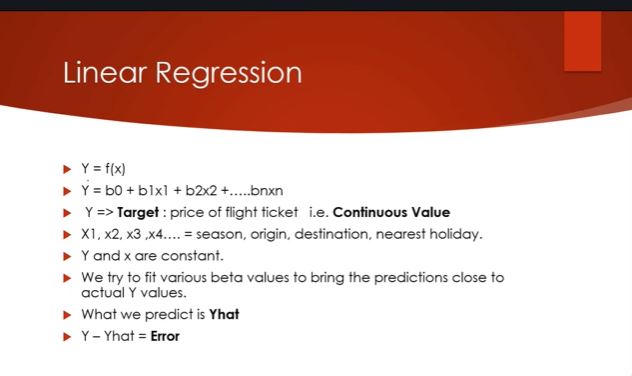 Linear Regression
Y = f(x)
Y = b0 + b1x1 + b2x2 +.....bnxn
Y => Target : price of flight ticket i.e. Continuous Value
X1, x2, x3 ,x4.... = season, origin, destination, nearest holiday.
Y and x are constant.
We try to fit various beta values to bring the predictions close to
actual Y values.
What we predict is Yhat
Y – Yhat = Error